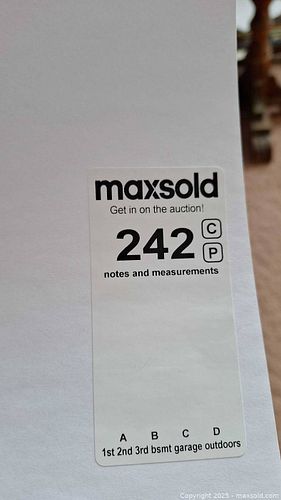 maxsold
Get in on the auction!
242 C
P
notes and measurements
A B C D
1st 2nd 3rd bsmt garage outdoors
Copyright 2025 - maxsold.com